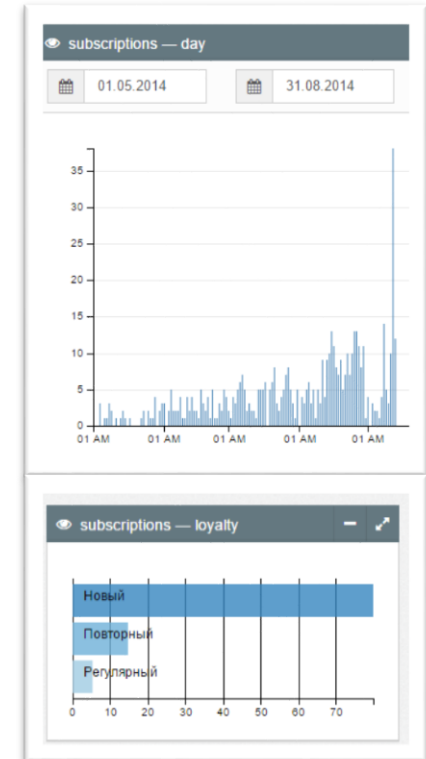 subscriptions — day
01.05.2014 31.08.2014
35
30
25
20
15
10
5
0
01 AM 01 AM 01 AM 01 AM 01 AM
subscriptions — loyalty
Новый
Повторный
Регулярный
0 10 20 30 40 50 60 70